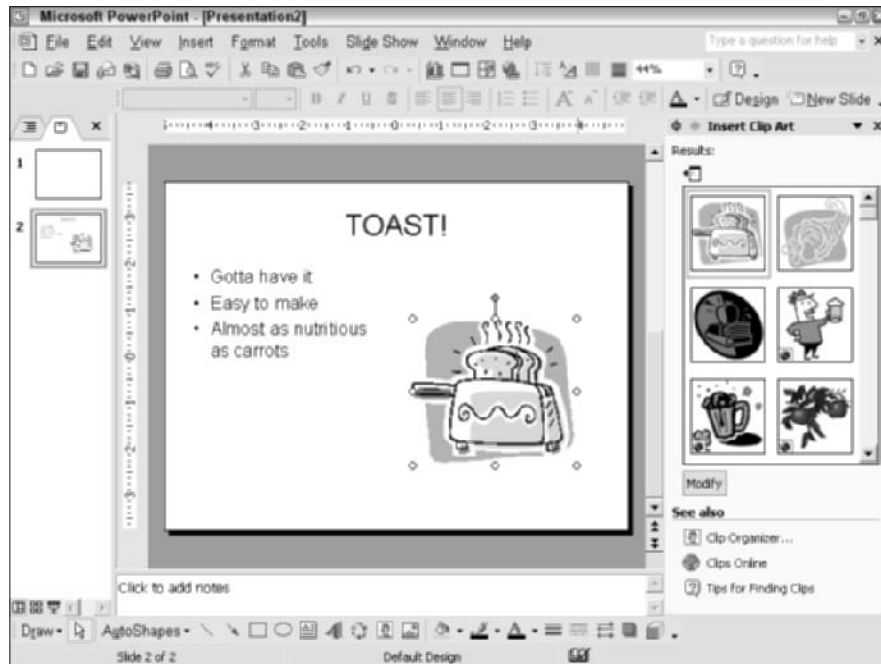 Microsoft PowerPoint - [Presentation2]
File Edit View Insert Format Tools Slide Show Window Help
Type a question for help
44%
Design New Slide
Insert Clip Art
Results:
1
2
TOAST!
• Gotta have it
• Easy to make
• Almost as nutritious
as carrots
Modify
See also
Clip Organizer...
Clips Online
Tips for Finding Clips
Click to add notes
Draw AutoShapes
Slide 2 of 2 Default Design